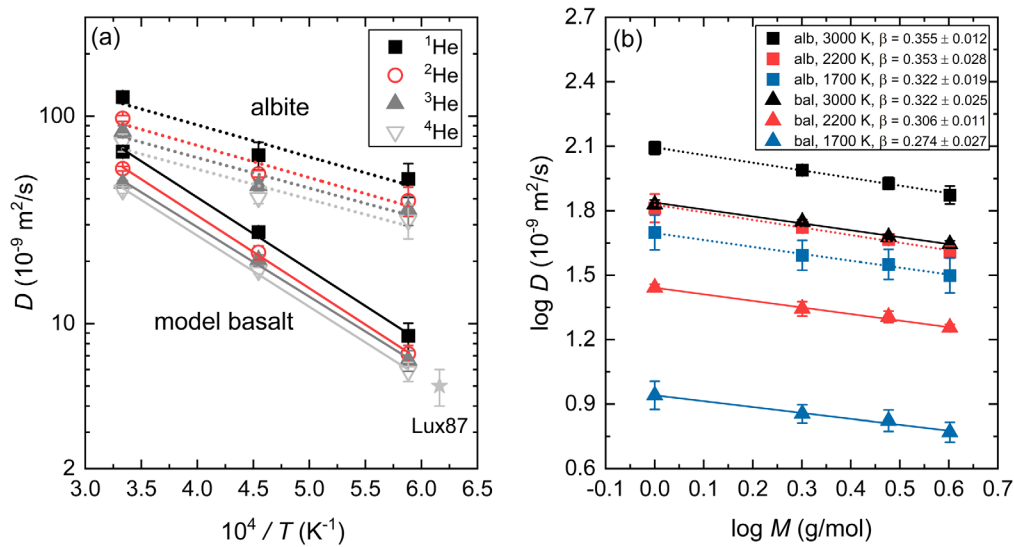 (a)
¹He
²He
³He
⁴He
albite
model basalt
Lux87
100
10
2
3.0 3.5 4.0 4.5 5.0 5.5 6.0 6.5
10⁴ / T (K⁻¹)
D (10⁻⁹ m²/s)
(b)
alb, 3000 K, β = 0.355 ± 0.012
alb, 2200 K, β = 0.353 ± 0.028
alb, 1700 K, β = 0.322 ± 0.019
bal, 3000 K, β = 0.322 ± 0.025
bal, 2200 K, β = 0.306 ± 0.011
bal, 1700 K, β = 0.274 ± 0.027
2.7
2.4
2.1
1.8
1.5
1.2
0.9
0.6
-0.1 0.0 0.1 0.2 0.3 0.4 0.5 0.6 0.7
log M (g/mol)
log D (10⁻⁹ m²/s)